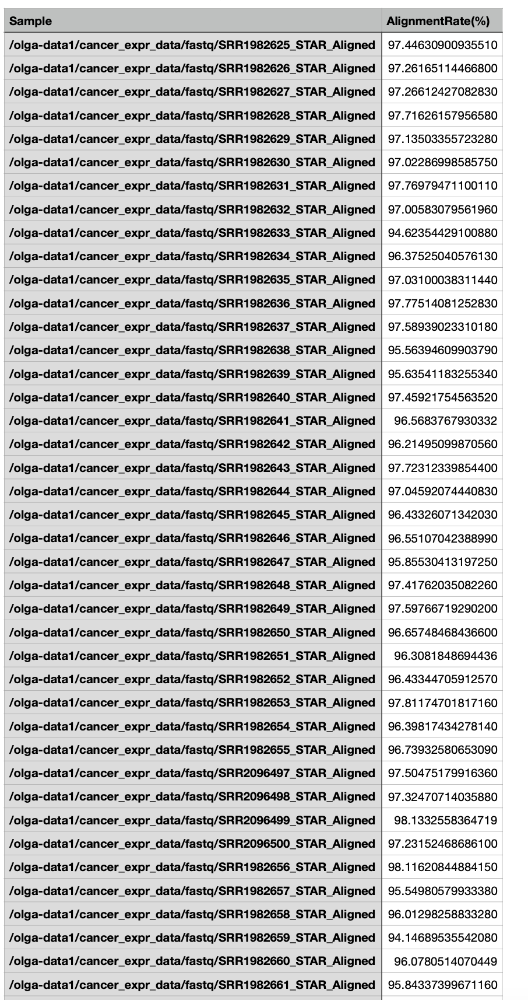 Sample AlignmentRate(%)
/olga-data1/cancer_expr_data/fastq/SRR1982625_STAR_Aligned 97.44630900935510
/olga-data1/cancer_expr_data/fastq/SRR1982626_STAR_Aligned 97.26165114466800
/olga-data1/cancer_expr_data/fastq/SRR1982627_STAR_Aligned 97.26612427082830
/olga-data1/cancer_expr_data/fastq/SRR1982628_STAR_Aligned 97.71626157956580
/olga-data1/cancer_expr_data/fastq/SRR1982629_STAR_Aligned 97.13503355723280
/olga-data1/cancer_expr_data/fastq/SRR1982630_STAR_Aligned 97.02286998585750
/olga-data1/cancer_expr_data/fastq/SRR1982631_STAR_Aligned 97.76979471100110
/olga-data1/cancer_expr_data/fastq/SRR1982632_STAR_Aligned 97.00583079561960
/olga-data1/cancer_expr_data/fastq/SRR1982633_STAR_Aligned 94.62354429100880
/olga-data1/cancer_expr_data/fastq/SRR1982634_STAR_Aligned 96.37525040576130
/olga-data1/cancer_expr_data/fastq/SRR1982635_STAR_Aligned 97.03100038311440
/olga-data1/cancer_expr_data/fastq/SRR1982636_STAR_Aligned 97.77514081252830
/olga-data1/cancer_expr_data/fastq/SRR1982637_STAR_Aligned 97.58939023310180
/olga-data1/cancer_expr_data/fastq/SRR1982638_STAR_Aligned 95.56394609903790
/olga-data1/cancer_expr_data/fastq/SRR1982639_STAR_Aligned 95.63541183255340
/olga-data1/cancer_expr_data/fastq/SRR1982640_STAR_Aligned 97.45921754563520
/olga-data1/cancer_expr_data/fastq/SRR1982641_STAR_Aligned 96.5683767930332
/olga-data1/cancer_expr_data/fastq/SRR1982642_STAR_Aligned 96.21495099870560
/olga-data1/cancer_expr_data/fastq/SRR1982643_STAR_Aligned 97.72312339854400
/olga-data1/cancer_expr_data/fastq/SRR1982644_STAR_Aligned 97.04592074440830
/olga-data1/cancer_expr_data/fastq/SRR1982645_STAR_Aligned 96.43326071342030
/olga-data1/cancer_expr_data/fastq/SRR1982646_STAR_Aligned 96.55107042388990
/olga-data1/cancer_expr_data/fastq/SRR1982647_STAR_Aligned 95.85530413197250
/olga-data1/cancer_expr_data/fastq/SRR1982648_STAR_Aligned 97.41762035082260
/olga-data1/cancer_expr_data/fastq/SRR1982649_STAR_Aligned 97.59766719290200
/olga-data1/cancer_expr_data/fastq/SRR1982650_STAR_Aligned 96.65748468436600
/olga-data1/cancer_expr_data/fastq/SRR1982651_STAR_Aligned 96.3081848694436
/olga-data1/cancer_expr_data/fastq/SRR1982652_STAR_Aligned 96.43344705912570
/olga-data1/cancer_expr_data/fastq/SRR1982653_STAR_Aligned 97.81174701817160
/olga-data1/cancer_expr_data/fastq/SRR1982654_STAR_Aligned 96.39817434278140
/olga-data1/cancer_expr_data/fastq/SRR1982655_STAR_Aligned 96.73932580653090
/olga-data1/cancer_expr_data/fastq/SRR2096497_STAR_Aligned 97.50475179916360
/olga-data1/cancer_expr_data/fastq/SRR2096498_STAR_Aligned 97.32470714035880
/olga-data1/cancer_expr_data/fastq/SRR2096499_STAR_Aligned 98.1332558364719
/olga-data1/cancer_expr_data/fastq/SRR2096500_STAR_Aligned 97.23152468686100
/olga-data1/cancer_expr_data/fastq/SRR1982656_STAR_Aligned 98.11620844884150
/olga-data1/cancer_expr_data/fastq/SRR1982657_STAR_Aligned 95.54980579933380
/olga-data1/cancer_expr_data/fastq/SRR1982658_STAR_Aligned 96.01298258833280
/olga-data1/cancer_expr_data/fastq/SRR1982659_STAR_Aligned 94.14689535542080
/olga-data1/cancer_expr_data/fastq/SRR1982660_STAR_Aligned 96.0780514070449
/olga-data1/cancer_expr_data/fastq/SRR1982661_STAR_Aligned 95.84337399671160